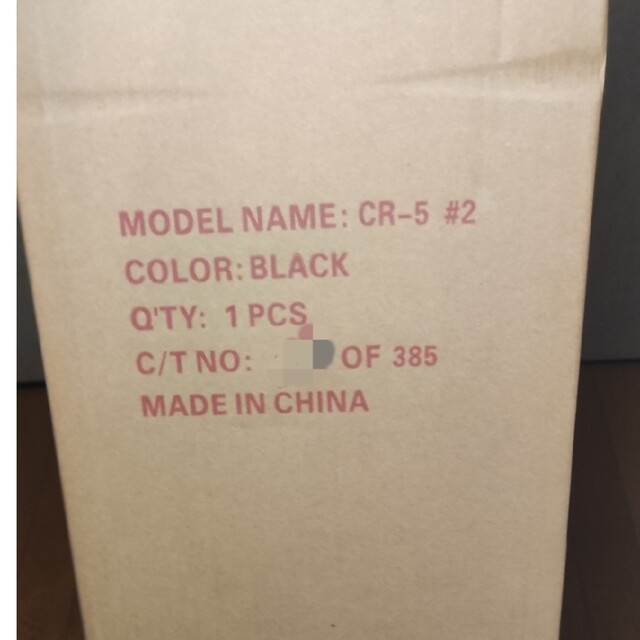 MODEL NAME: CR-5 #2
COLOR: BLACK
Q'TY: 1 PCS
C/T NO: OF 385
MADE IN CHINA